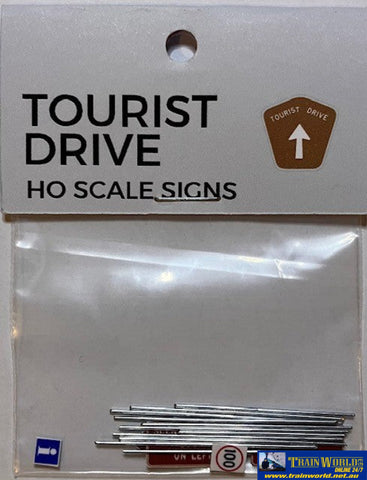 TOURIST
DRIVE
TOURIST DRIVE
HO SCALE SIGNS
i
ON LEFT
100
TRAIN WORLD
ONLINE 24/7
www.trainworld.net.au